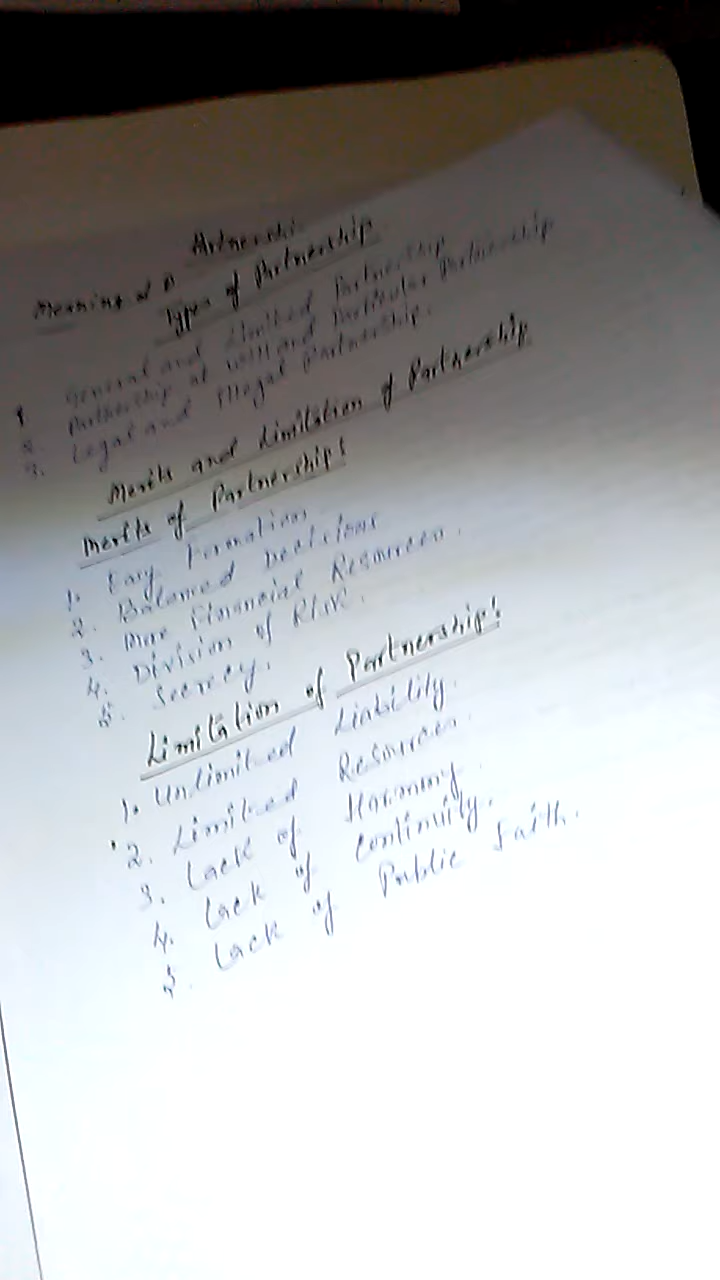 Partnership
Meaning of P
Types of Partnership
1. General and Limited Partnership
2. Partnership at will and Particular Partnership
3. Legal and Illegal Partnership.
Merits and Limitation of Partnership
Merits of Partnership:
1. Easy Formation
2. Balanced Decisions
3. More Financial Resources.
4. Division of Risk.
5. Secrecy.
Limitation of Partnership:
1. Unlimited Liability.
2. Limited Resources.
3. Lack of Harmony.
4. Lack of Continuity.
5. Lack of Public Faith.